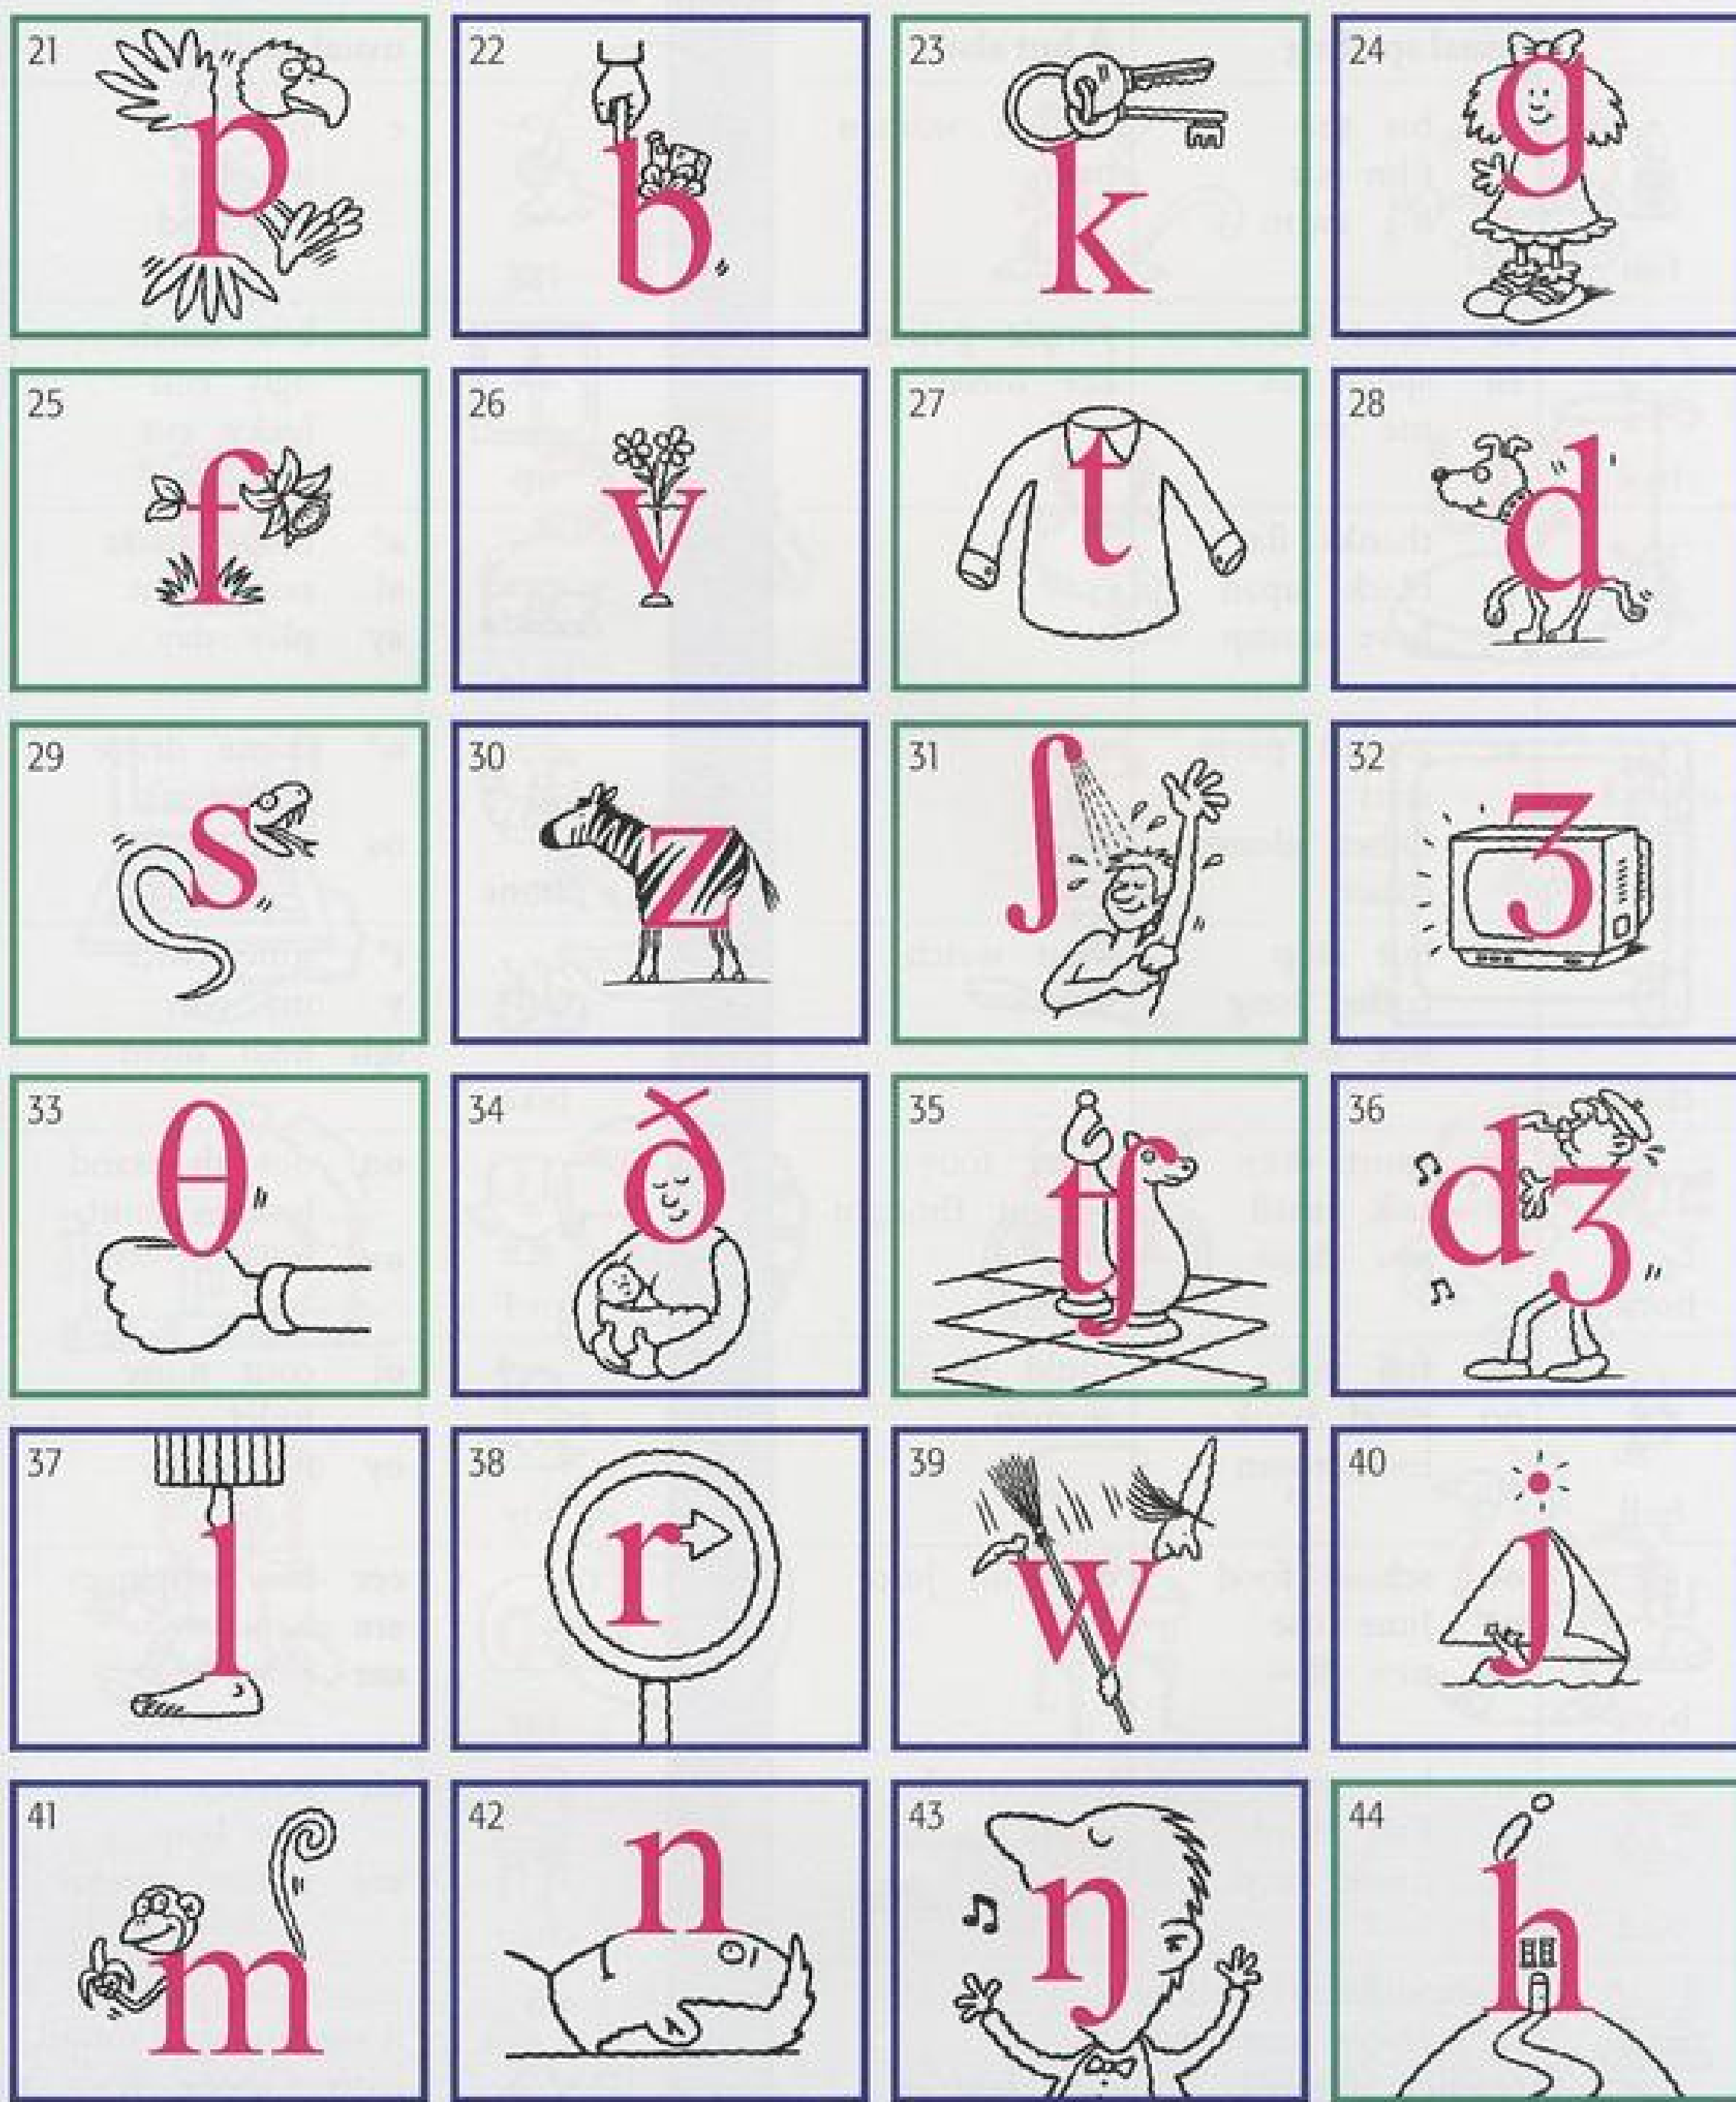 21 22 23 24
p b k g
25 26 27 28
f v t d
29 30 31 32
s z ʃ ʒ
33 34 35 36
θ ð tʃ dʒ
37 38 39 40
l r w j
41 42 43 44
m n ŋ h